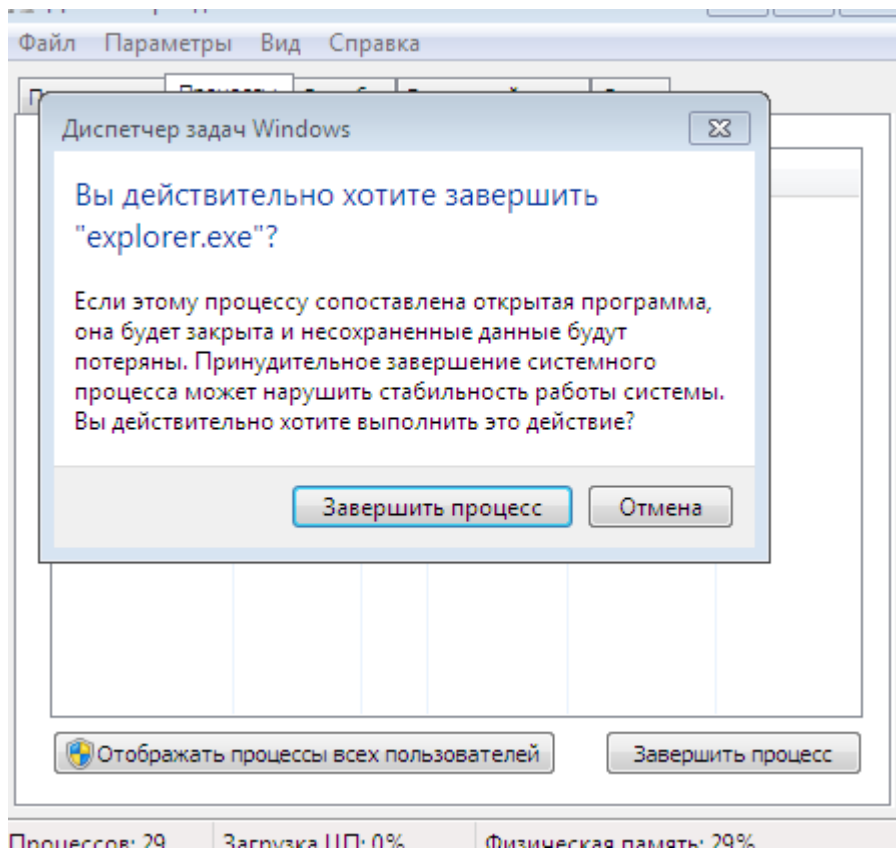 Файл Параметры Вид Справка
Диспетчер задач Windows
Вы действительно хотите завершить
"explorer.exe"?
Если этому процессу сопоставлена открытая программа,
она будет закрыта и несохраненные данные будут
потеряны. Принудительное завершение системного
процесса может нарушить стабильность работы системы.
Вы действительно хотите выполнить это действие?
Завершить процесс Отмена
Отображать процессы всех пользователей Завершить процесс
Процессов: 29 Загрузка ЦП: 0% Физическая память: 29%